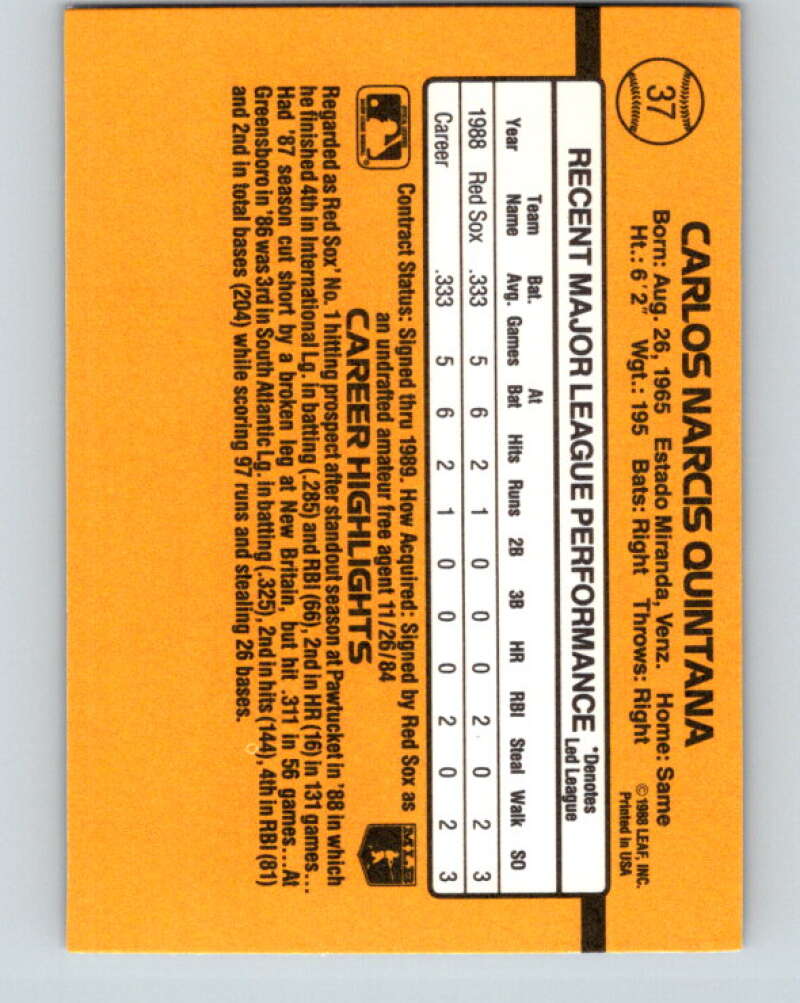 37
CARLOS NARCIS QUINTANA
Born: Aug. 26, 1965 Estado Miranda, Venz. Home: Same
Ht.: 6'2" Wgt.: 195 Bats: Right Throws: Right
©1988 LEAF, INC.
Printed in USA
RECENT MAJOR LEAGUE PERFORMANCE
*Denotes
Led League
Year Team Name Bat. Avg. Games At Bat Hits Runs 2B 3B HR RBI Steal Walk SO
1988 Red Sox .333 5 6 2 1 0 0 0 2 0 2 3
Career .333 5 6 2 1 0 0 0 2 0 2 3
Contract Status: Signed thru 1989. How Acquired: Signed by Red Sox as
an undrafted amateur free agent 11/26/84
MLB
CAREER HIGHLIGHTS
Regarded as Red Sox' No. 1 hitting prospect after standout season at Pawtucket in '88 in which
he finished 4th in International Lg. in batting (.285) and RBI (66), 2nd in HR (16) in 131 games...
Had '87 season cut short by a broken leg at New Britain, but hit .311 in 56 games...At
Greensboro in '86 was 3rd in South Atlantic Lg. in batting (.325), 2nd in hits (144), 4th in RBI (81)
and 2nd in total bases (204) while scoring 97 runs and stealing 26 bases.